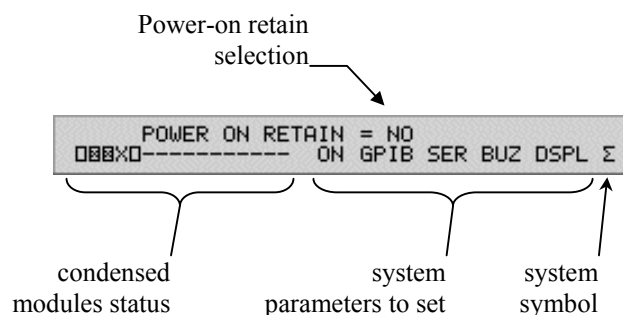 Power-on retain
selection
POWER ON RETAIN = NO
▯▯▯X▯----------- ON GPIB SER BUZ DSPL Σ
condensed
modules status
system
parameters to set
system
symbol